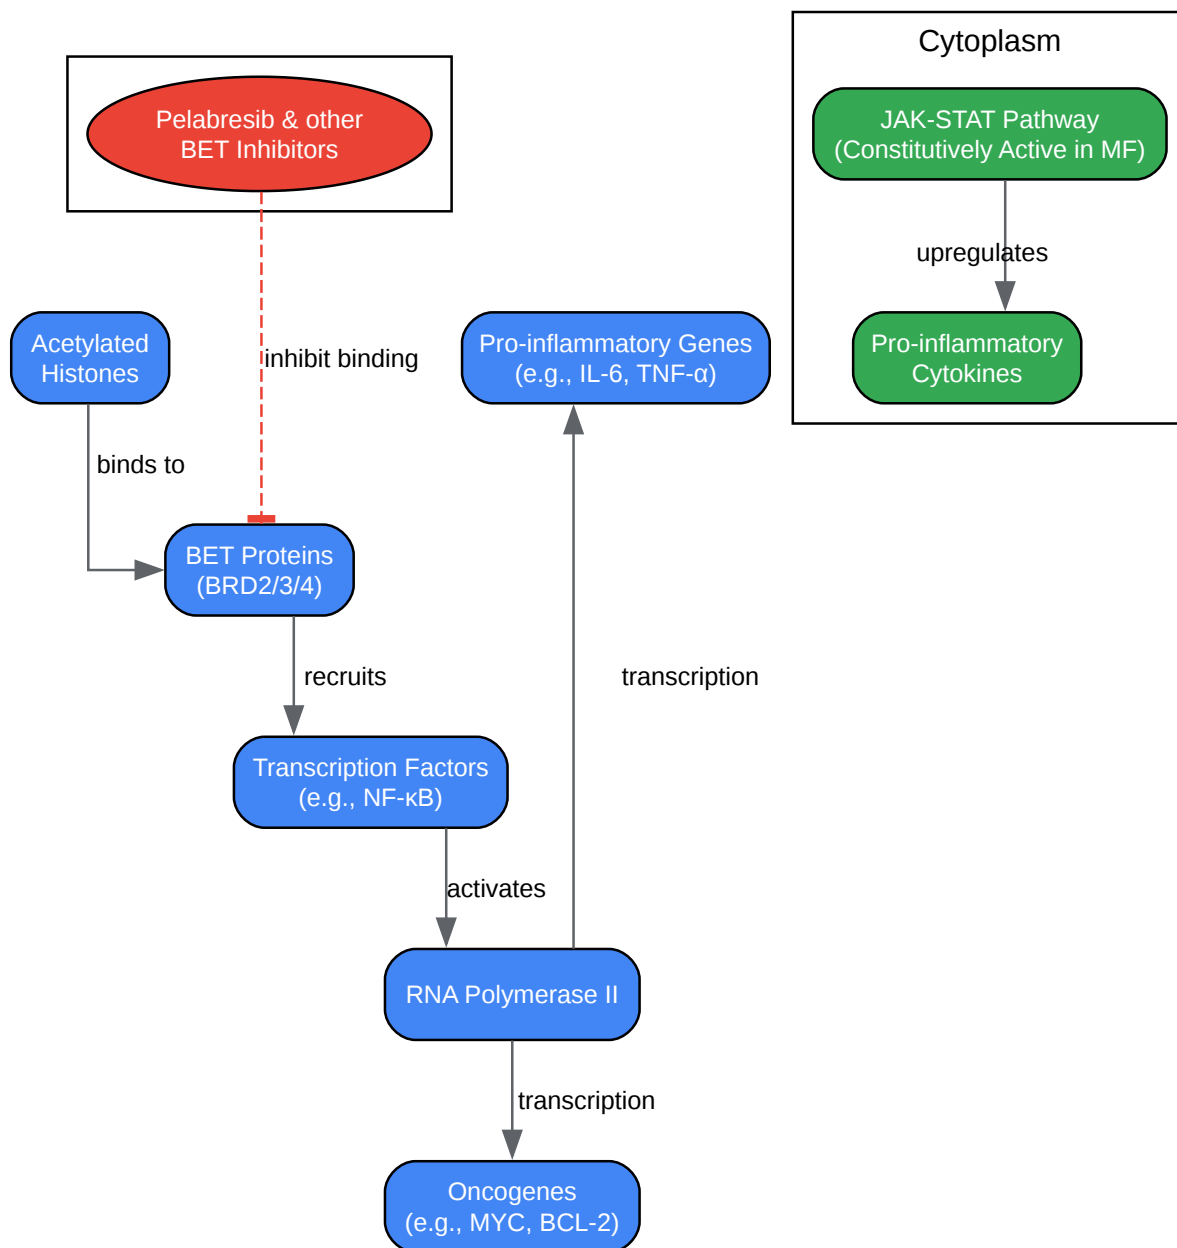 Cytoplasm
Pelabresib & other
BET Inhibitors
JAK-STAT Pathway
(Constitutively Active in MF)
upregulates
Acetylated
Histones
inhibit binding
Pro-inflammatory Genes
(e.g., IL-6, TNF-α)
Pro-inflammatory
Cytokines
binds to
BET Proteins
(BRD2/3/4)
recruits
transcription
Transcription Factors
(e.g., NF-κB)
activates
RNA Polymerase II
transcription
Oncogenes
(e.g., MYC, BCL-2)